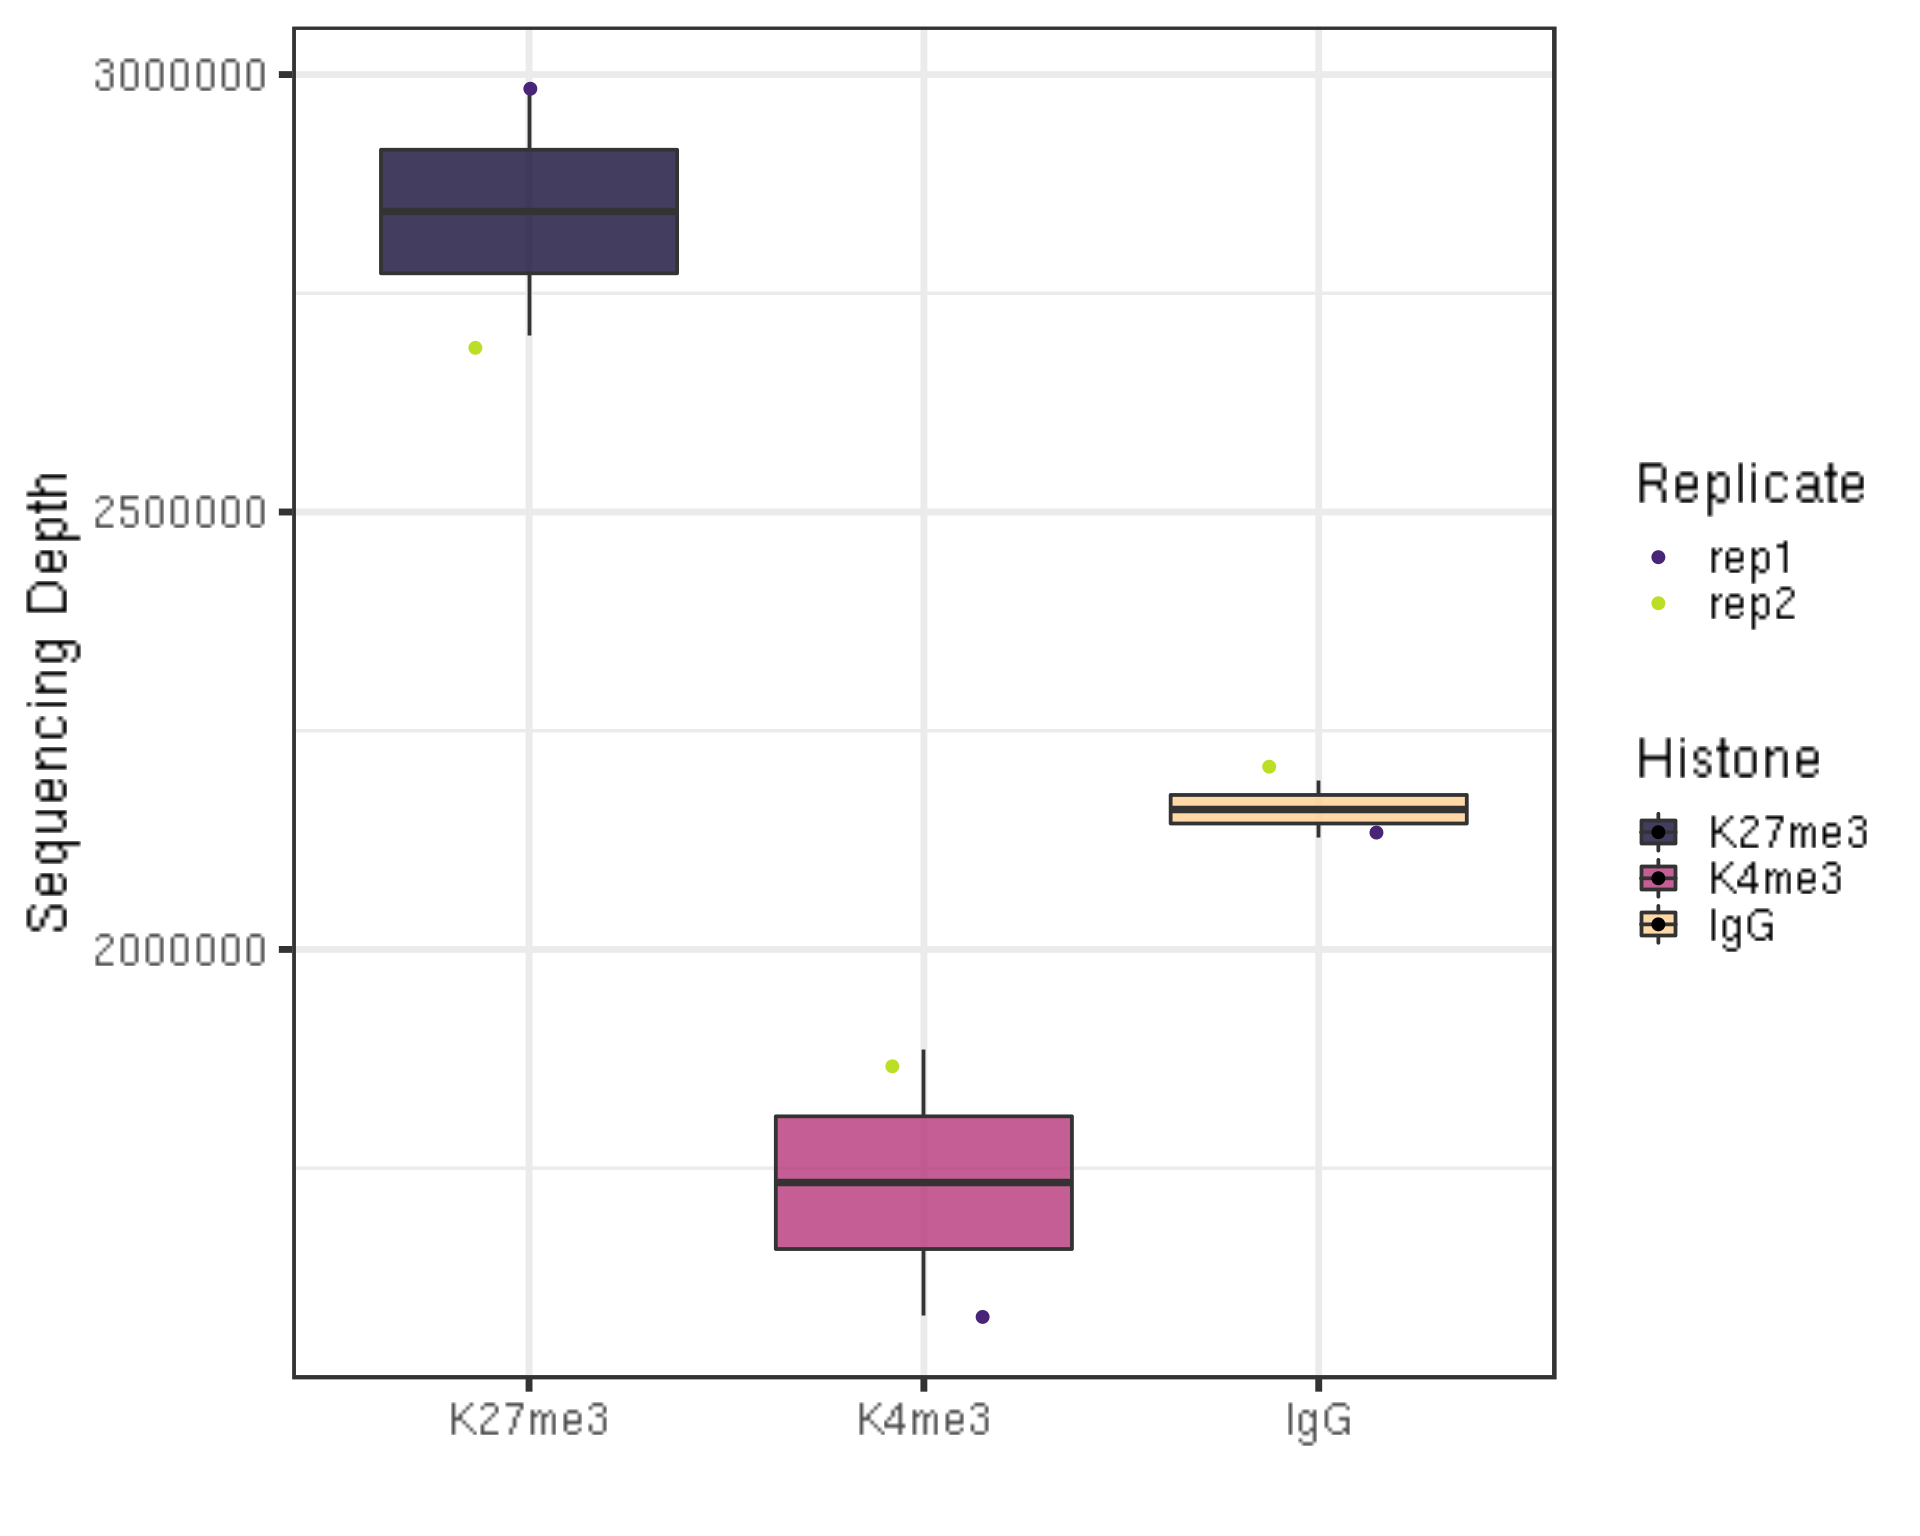 Sequencing Depth
3000000
2500000
2000000
K27me3
K4me3
IgG
Replicate
rep1
rep2
Histone
K27me3
K4me3
IgG